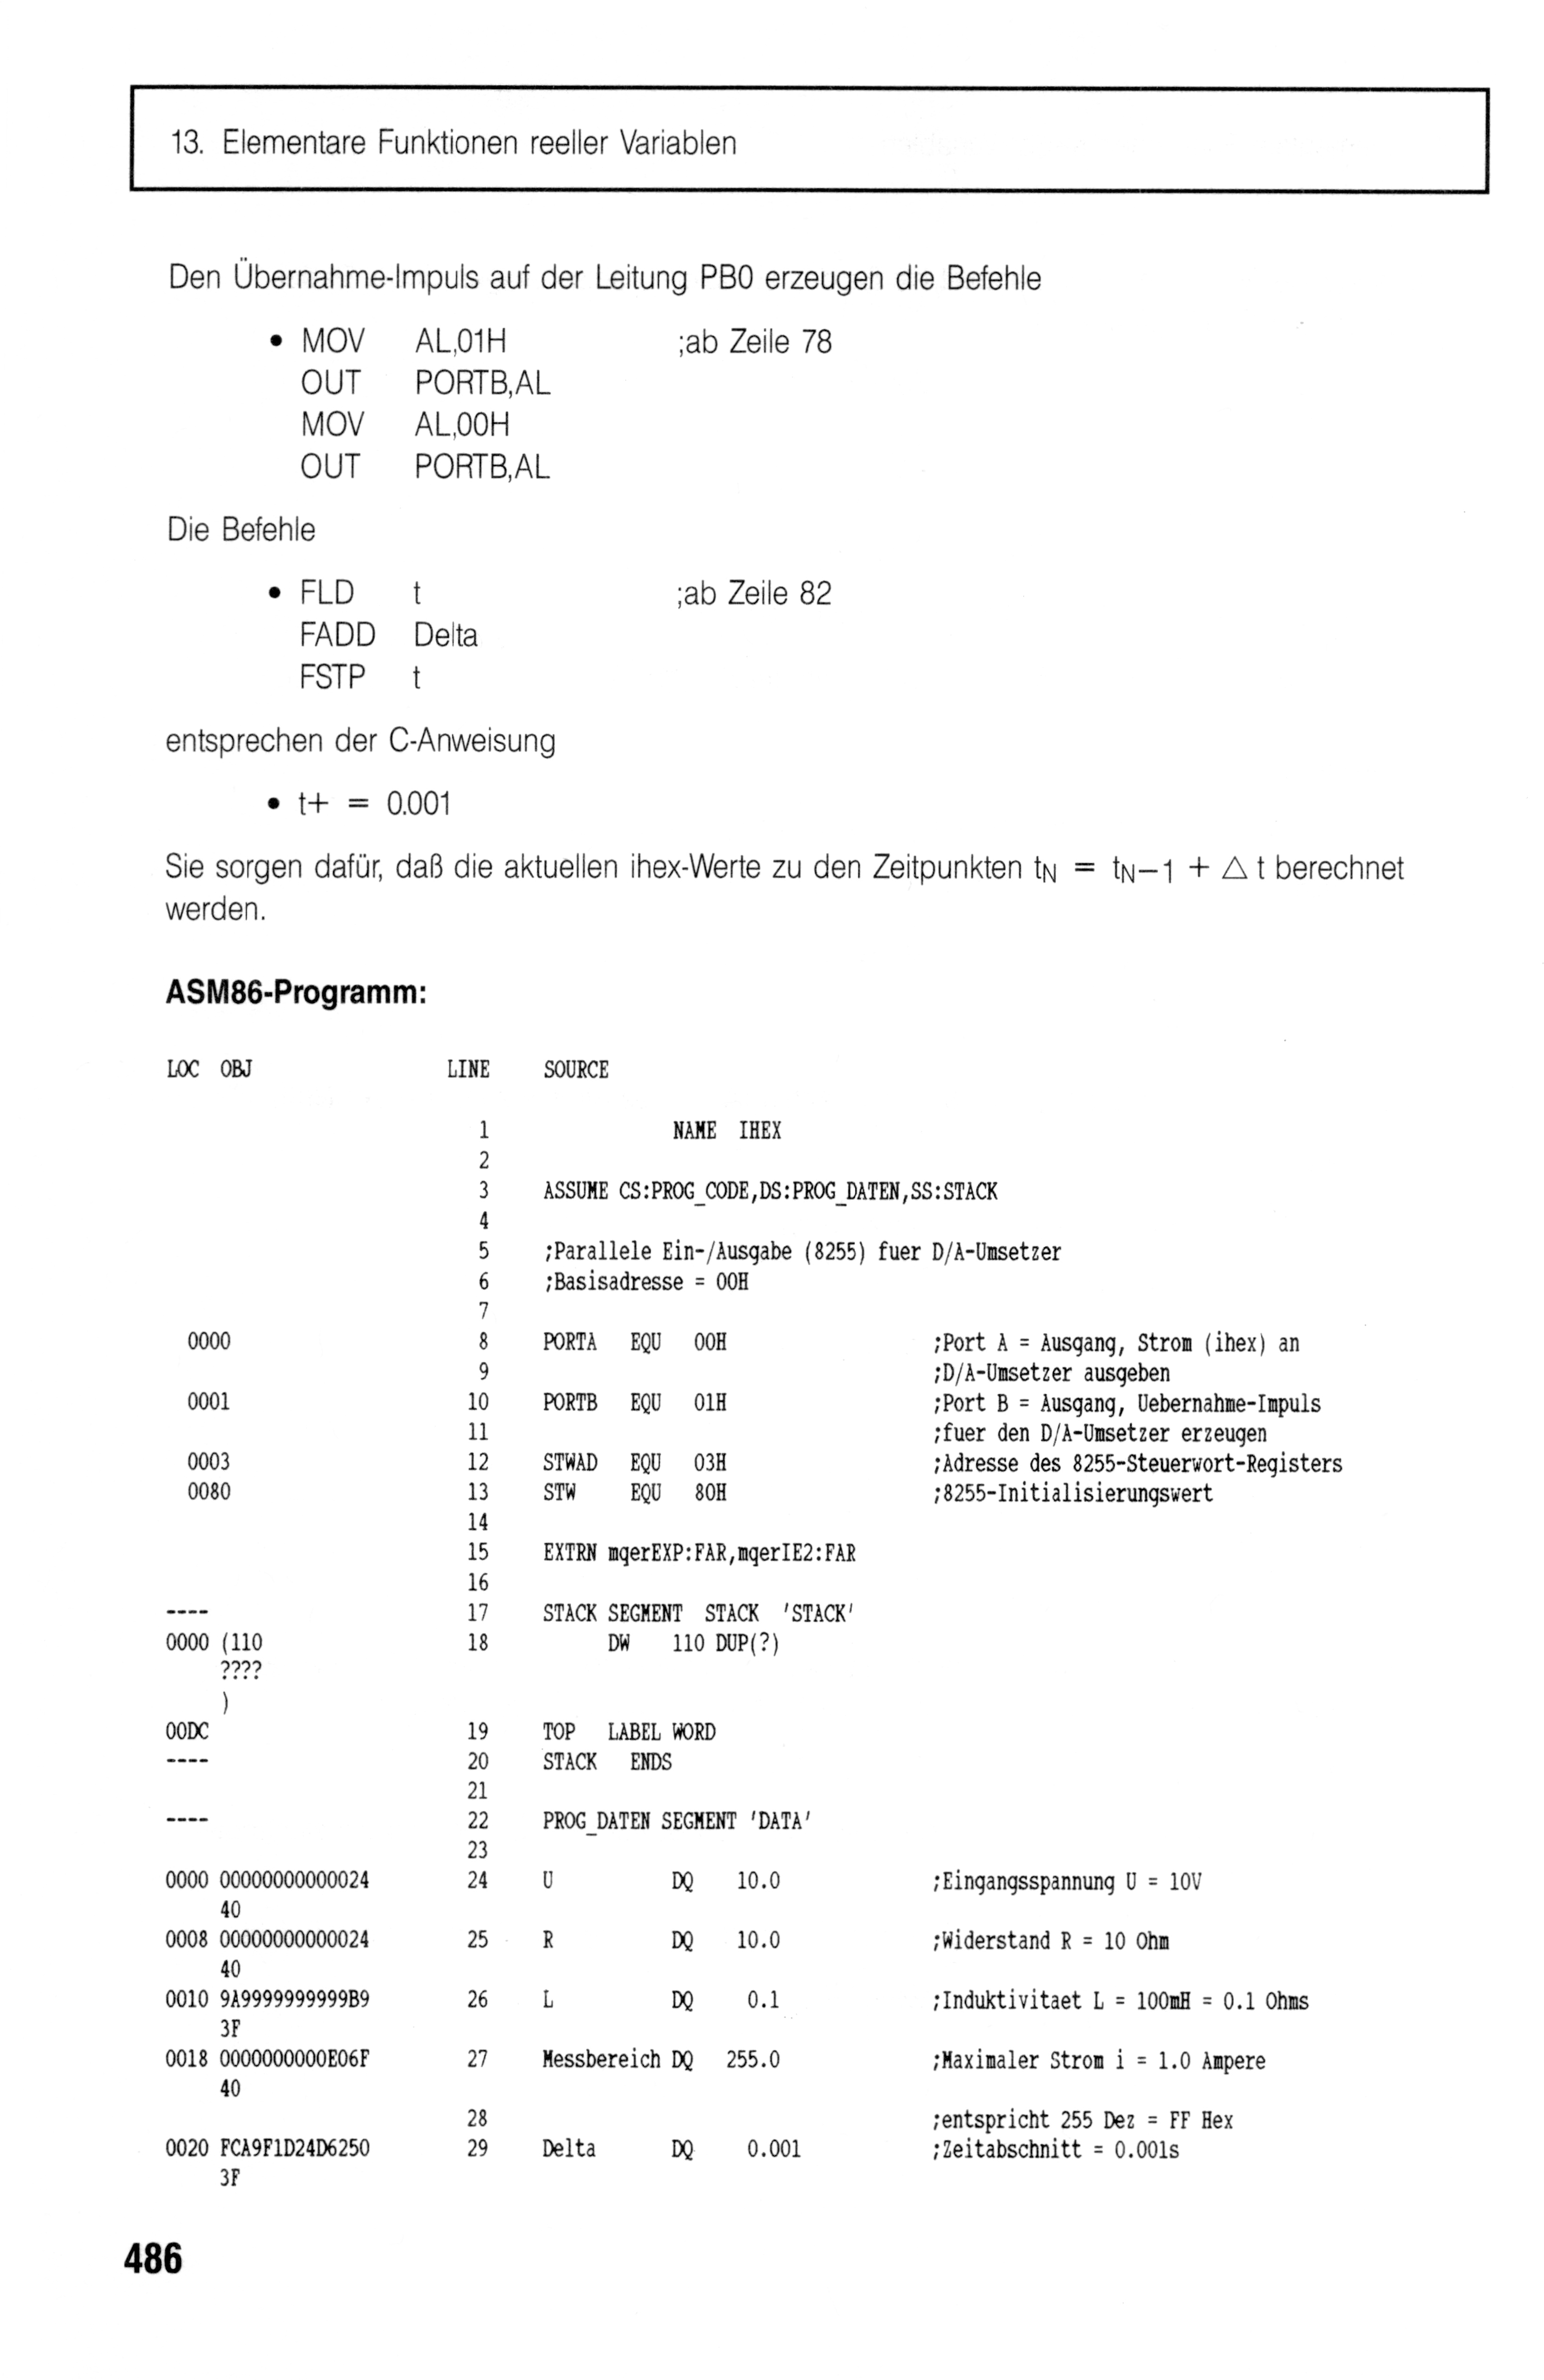 13. Elementare Funktionen reeller Variablen
Den Übernahme-Impuls auf der Leitung PB0 erzeugen die Befehle
• MOV AL,01H ;ab Zeile 78
OUT PORTB,AL
MOV AL,00H
OUT PORTB,AL
Die Befehle
• FLD t ;ab Zeile 82
FADD Delta
FSTP t
entsprechen der C-Anweisung
• t+ = 0.001
Sie sorgen dafür, daß die aktuellen ihex-Werte zu den Zeitpunkten tN = tN−1 + △ t berechnet
werden.
ASM86-Programm:
LOC OBJ LINE SOURCE
1 NAME IHEX
2
3 ASSUME CS:PROG_CODE,DS:PROG_DATEN,SS:STACK
4
5 ;Parallele Ein-/Ausgabe (8255) fuer D/A-Umsetzer
6 ;Basisadresse = 00H
7
0000 8 PORTA EQU 00H ;Port A = Ausgang, Strom (ihex) an
9 ;D/A-Umsetzer ausgeben
0001 10 PORTB EQU 01H ;Port B = Ausgang, Uebernahme-Impuls
11 ;fuer den D/A-Umsetzer erzeugen
0003 12 STWAD EQU 03H ;Adresse des 8255-Steuerwort-Registers
0080 13 STW EQU 80H ;8255-Initialisierungswert
14
15 EXTRN mqerEXP:FAR,mqerIE2:FAR
16
---- 17 STACK SEGMENT STACK 'STACK'
0000 (110 18 DW 110 DUP(?)
????
)
00DC 19 TOP LABEL WORD
---- 20 STACK ENDS
21
---- 22 PROG_DATEN SEGMENT 'DATA'
23
0000 00000000000024 24 U DQ 10.0 ;Eingangsspannung U = 10V
40
0008 00000000000024 25 R DQ 10.0 ;Widerstand R = 10 Ohm
40
0010 9A9999999999B9 26 L DQ 0.1 ;Induktivitaet L = 100mH = 0.1 Ohms
3F
0018 0000000000E06F 27 Messbereich DQ 255.0 ;Maximaler Strom i = 1.0 Ampere
40
28 ;entspricht 255 Dez = FF Hex
0020 FCA9F1D24D6250 29 Delta DQ 0.001 ;Zeitabschnitt = 0.001s
3F
486